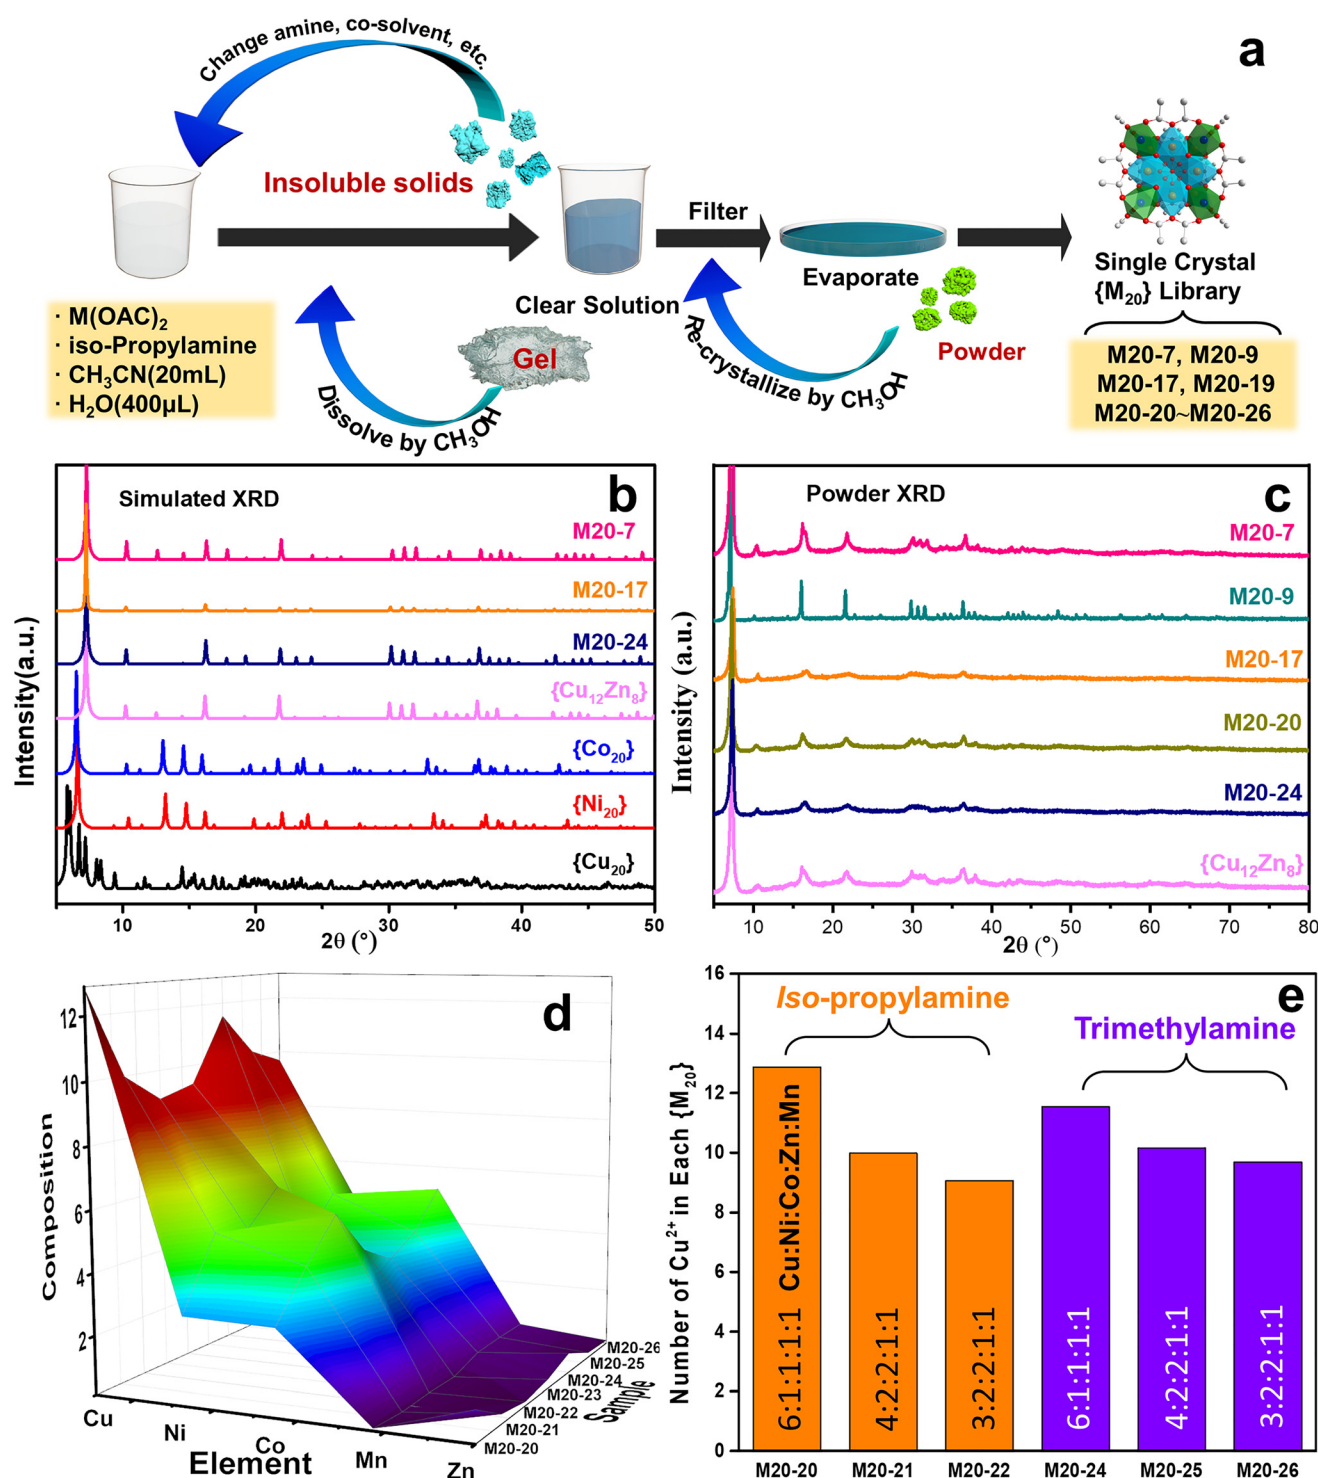 a
Change amine, co-solvent, etc.
Insoluble solids
Filter
Clear Solution
Evaporate
Single Crystal
{M₂₀} Library
· M(OAC)₂
· iso-Propylamine
· CH₃CN(20mL)
· H₂O(400µL)
Dissolve by CH₃OH
Gel
Re-crystallize by CH₃OH
Powder
M20-7, M20-9
M20-17, M20-19
M20-20~M20-26
b
Simulated XRD
M20-7
M20-17
M20-24
{Cu₁₂Zn₈}
{Co₂₀}
{Ni₂₀}
{Cu₂₀}
Intensity(a.u.)
10 20 30 40 50
2θ (°)
c
Powder XRD
M20-7
M20-9
M20-17
M20-20
M20-24
{Cu₁₂Zn₈}
Intensity (a.u.)
10 20 30 40 50 60 70 80
2θ (°)
d
Composition
12
10
8
6
4
2
Cu
Ni
Co
Mn
Zn
Element
M20-26
M20-25
M20-24
M20-23
M20-22
M20-21
M20-20
Sample
e
Iso-propylamine
Trimethylamine
Number of Cu²⁺ in Each {M₂₀}
16
14
12
10
8
6
4
2
0
6:1:1:1:1 Cu:Ni:Co:Zn:Mn
4:2:2:1:1
3:2:2:1:1
6:1:1:1:1
4:2:2:1:1
3:2:2:1:1
M20-20 M20-21 M20-22 M20-24 M20-25 M20-26